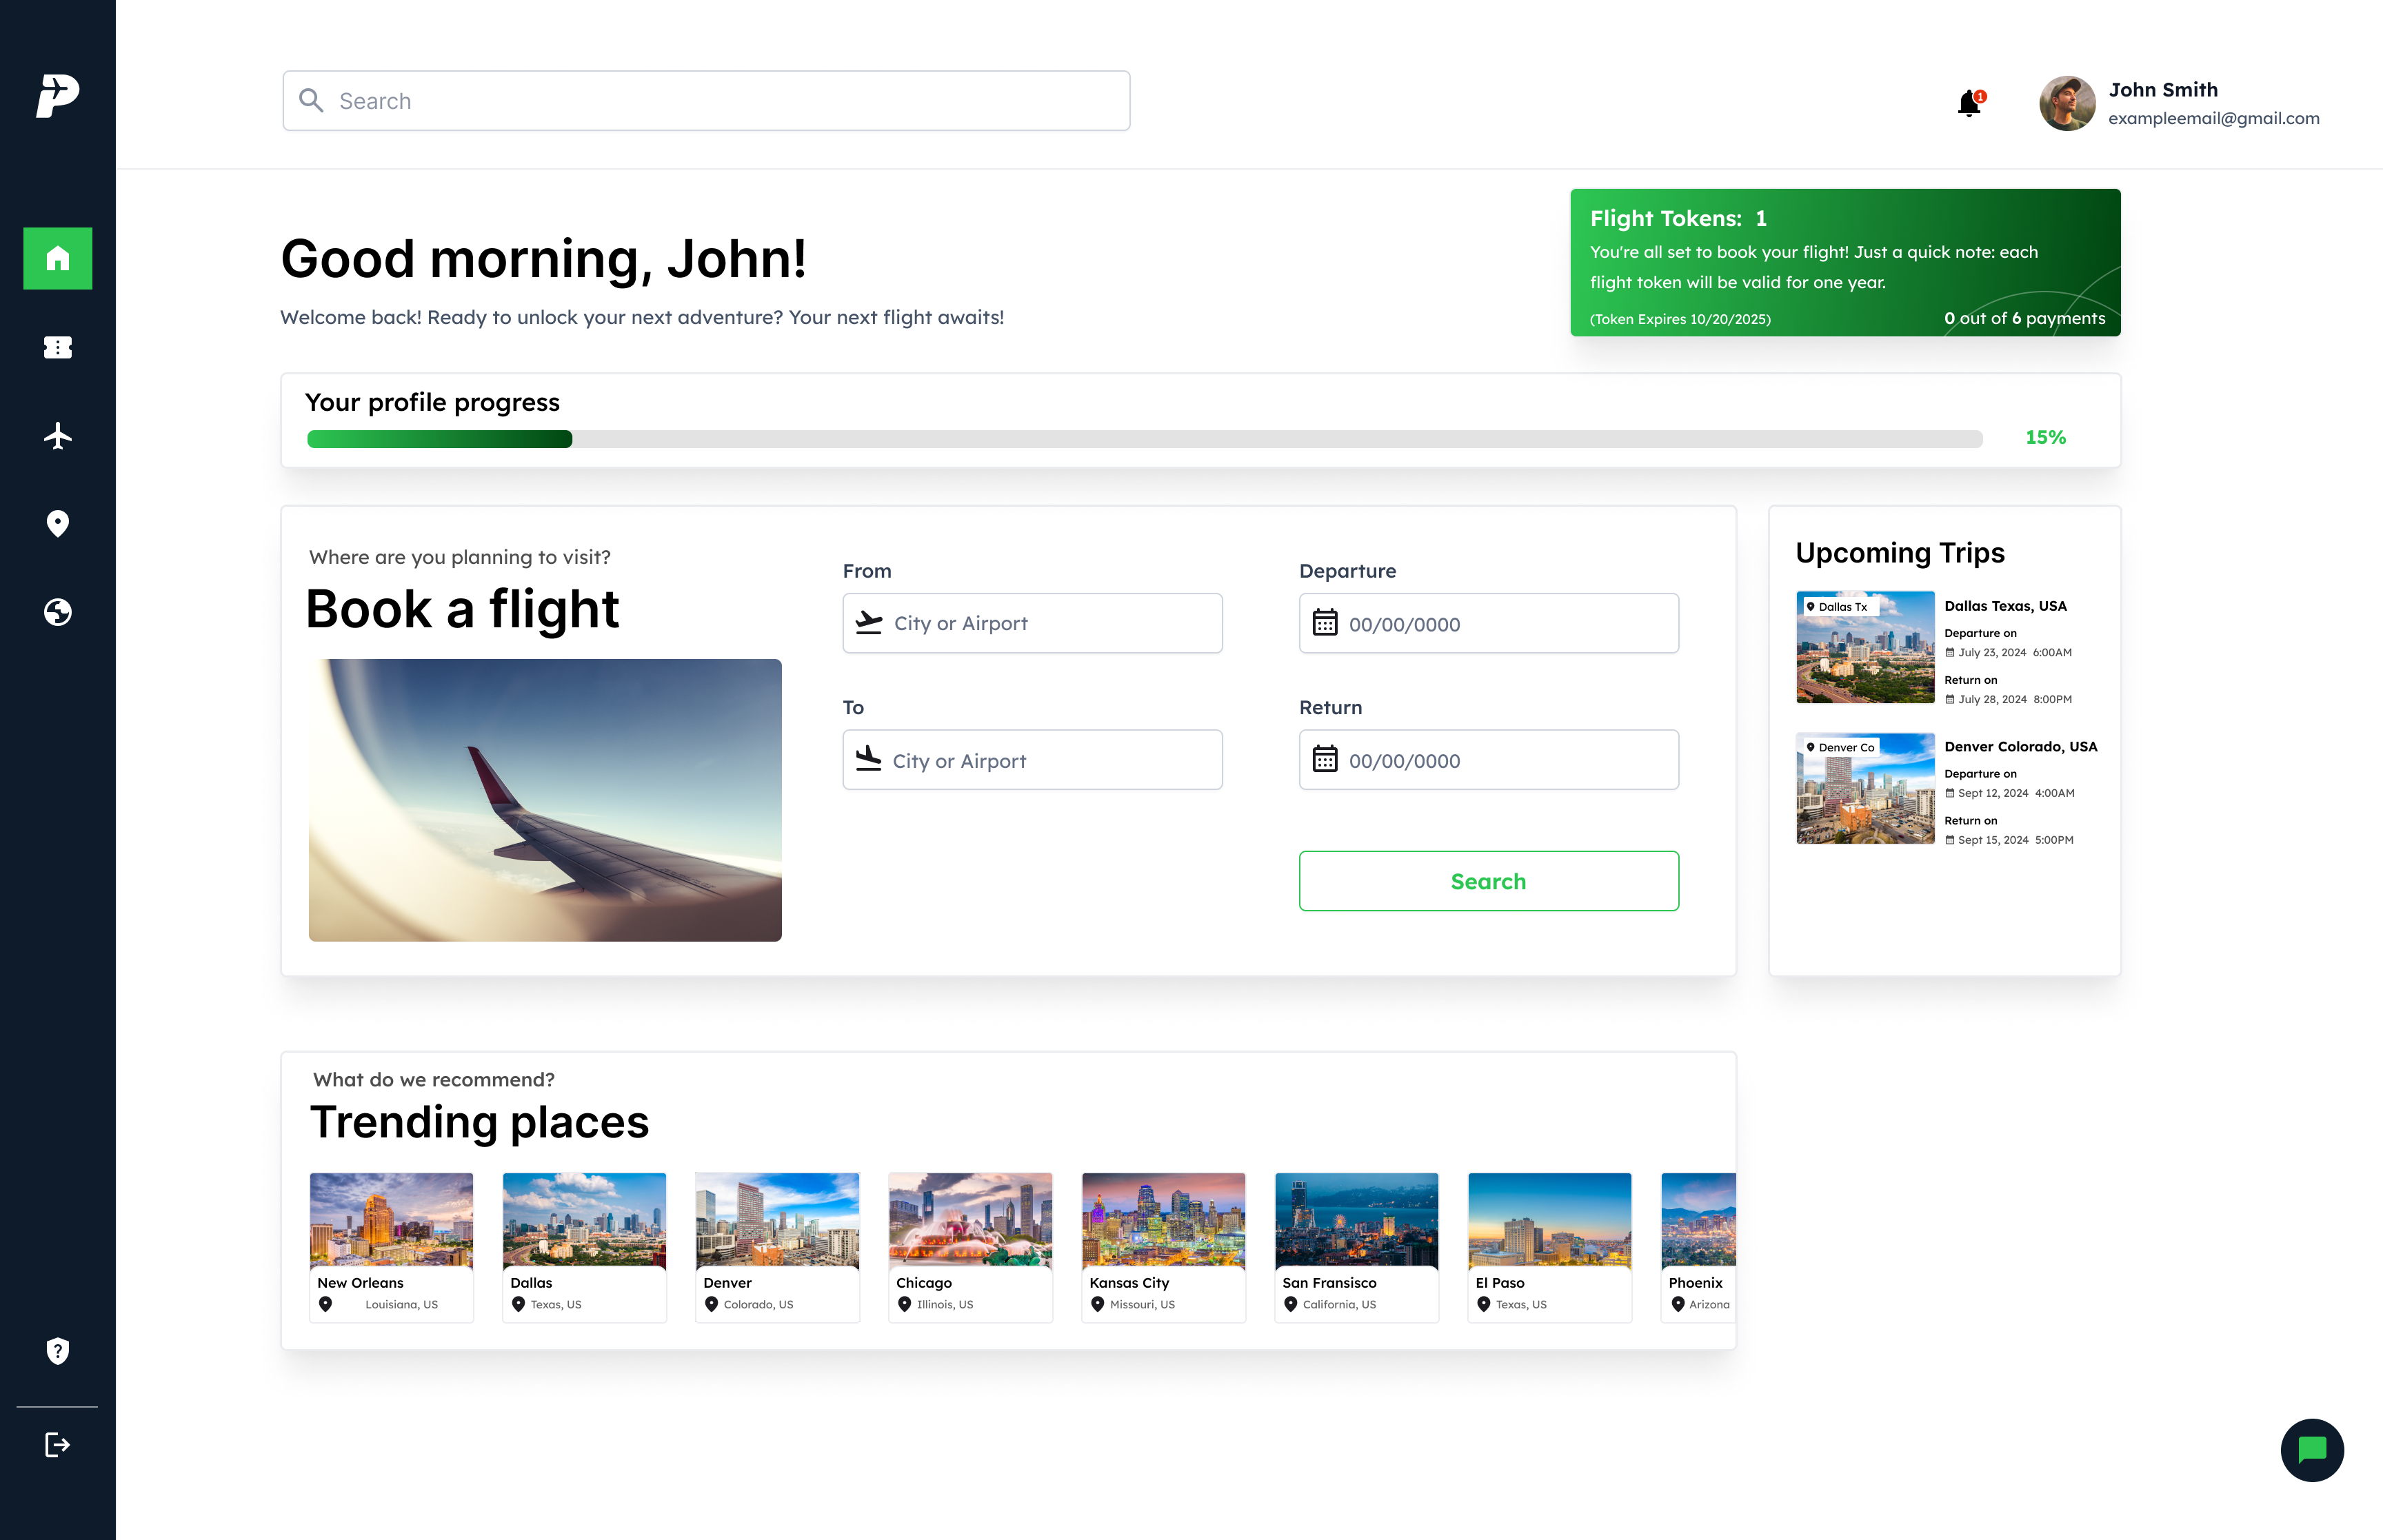 P
Search
1
John Smith
exampleemail@gmail.com
Good morning, John!
Welcome back! Ready to unlock your next adventure? Your next flight awaits!
Flight Tokens: 1
You're all set to book your flight! Just a quick note: each
flight token will be valid for one year.
(Token Expires 10/20/2025)
0 out of 6 payments
Your profile progress
15%
Where are you planning to visit?
Book a flight
From
City or Airport
Departure
00/00/0000
To
City or Airport
Return
00/00/0000
Search
Upcoming Trips
Dallas Tx
Dallas Texas, USA
Departure on
July 23, 2024 6:00AM
Return on
July 28, 2024 8:00PM
Denver Co
Denver Colorado, USA
Departure on
Sept 12, 2024 4:00AM
Return on
Sept 15, 2024 5:00PM
What do we recommend?
Trending places
New Orleans
Louisiana, US
Dallas
Texas, US
Denver
Colorado, US
Chicago
Illinois, US
Kansas City
Missouri, US
San Fransisco
California, US
El Paso
Texas, US
Phoenix
Arizona
?